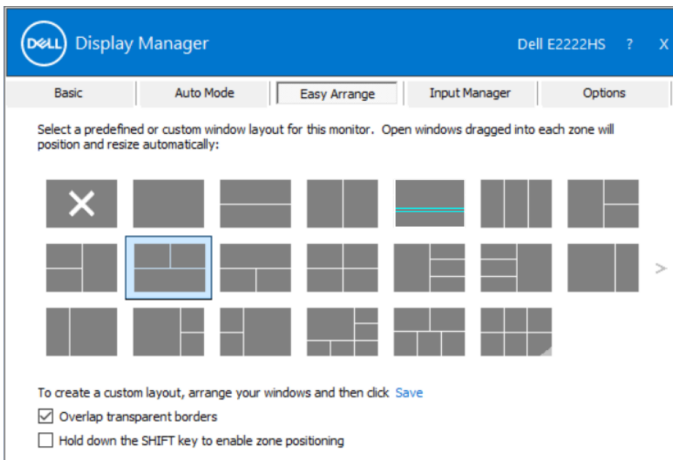 DELL Display Manager Dell E2222HS ? X
Basic Auto Mode Easy Arrange Input Manager Options
Select a predefined or custom window layout for this monitor. Open windows dragged into each zone will
position and resize automatically:
>
To create a custom layout, arrange your windows and then click Save
Overlap transparent borders
Hold down the SHIFT key to enable zone positioning